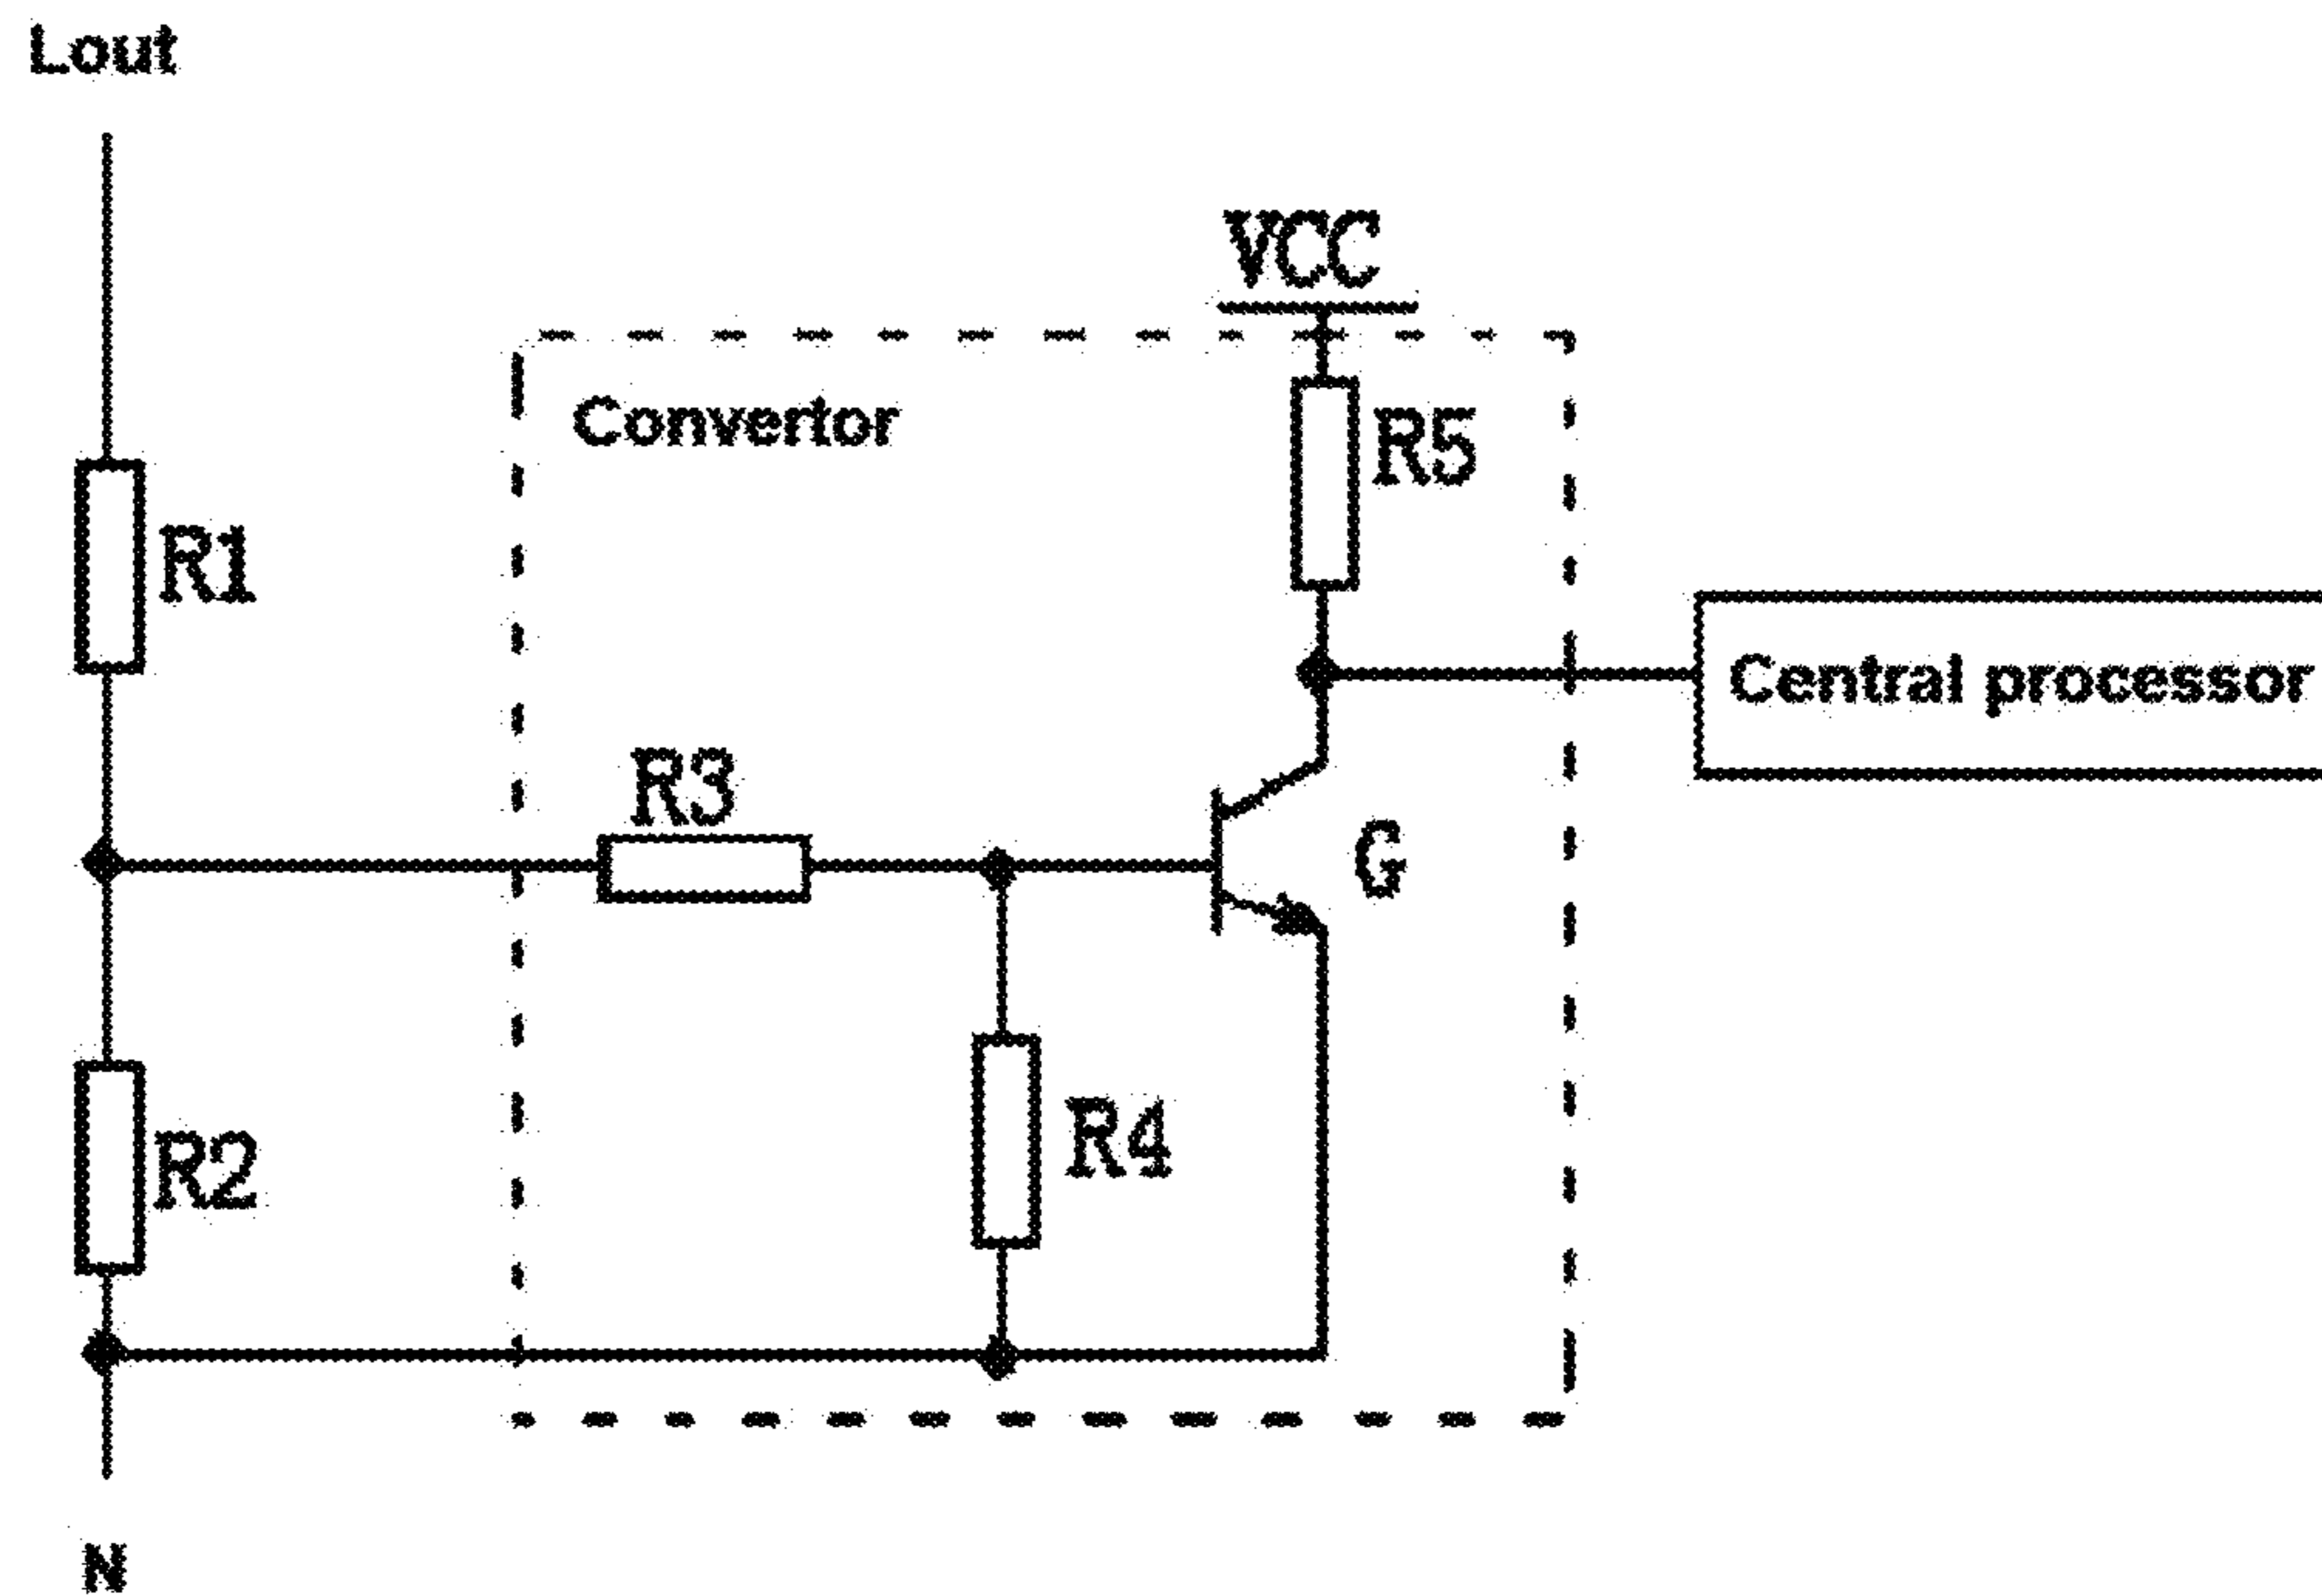 Lout
VCC
Convertor
R5
R1
Central processor
R3
G
R4
R2
N